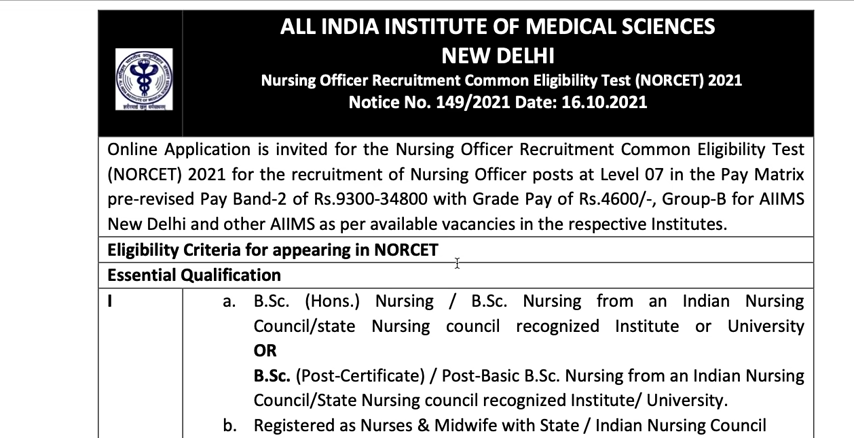 ALL INDIA INSTITUTE OF MEDICAL SCIENCES
NEW DELHI
Nursing Officer Recruitment Common Eligibility Test (NORCET) 2021
Notice No. 149/2021 Date: 16.10.2021
Online Application is invited for the Nursing Officer Recruitment Common Eligibility Test
(NORCET) 2021 for the recruitment of Nursing Officer posts at Level 07 in the Pay Matrix
pre-revised Pay Band-2 of Rs.9300-34800 with Grade Pay of Rs.4600/-, Group-B for AIIMS
New Delhi and other AIIMS as per available vacancies in the respective Institutes.
Eligibility Criteria for appearing in NORCET
Essential Qualification
I a. B.Sc. (Hons.) Nursing / B.Sc. Nursing from an Indian Nursing
Council/state Nursing council recognized Institute or University
OR
B.Sc. (Post-Certificate) / Post-Basic B.Sc. Nursing from an Indian Nursing
Council/State Nursing council recognized Institute/ University.
b. Registered as Nurses & Midwife with State / Indian Nursing Council